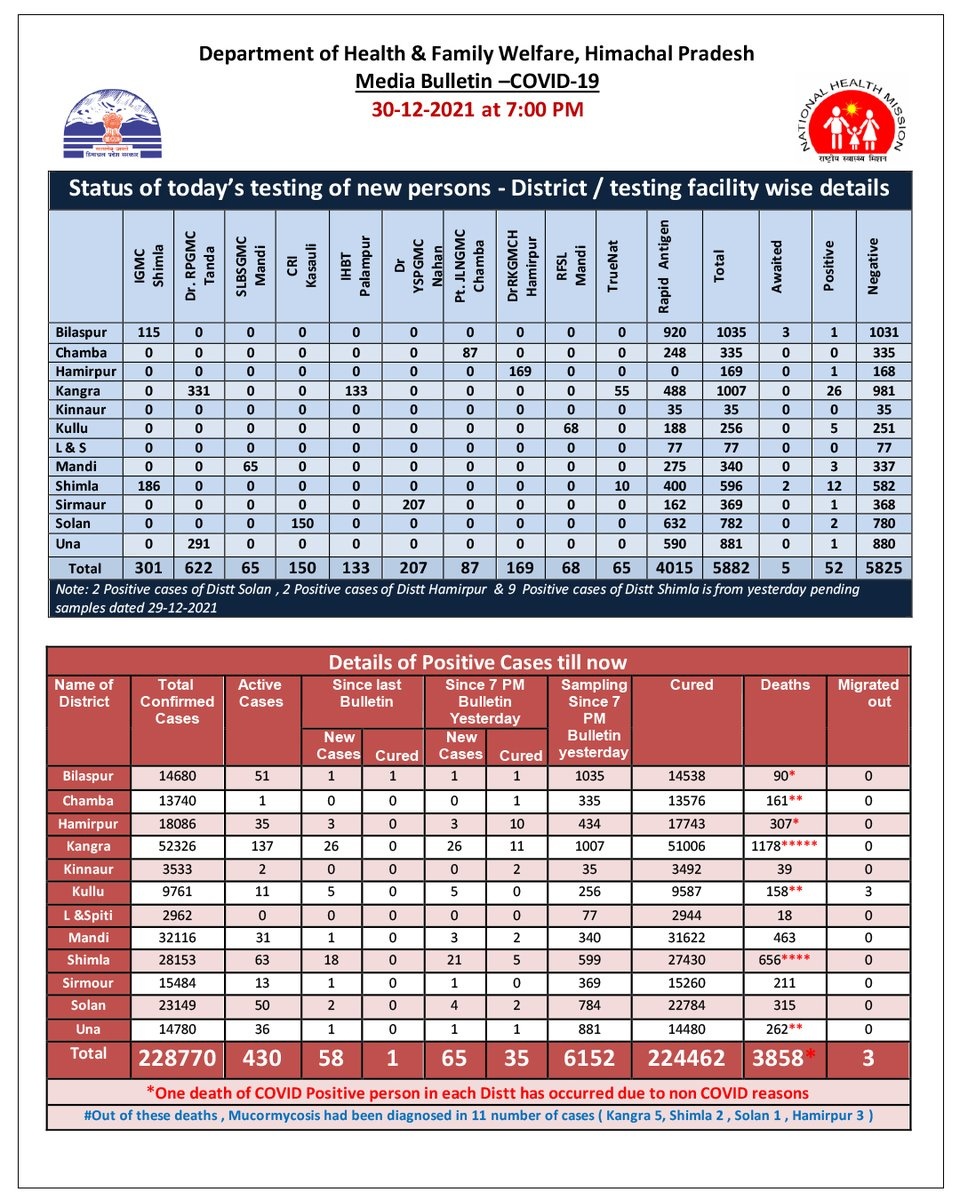 Department of Health & Family Welfare, Himachal Pradesh
Media Bulletin –COVID-19
30-12-2021 at 7:00 PM
NATIONAL HEALTH MISSION
राष्ट्रीय स्वास्थ्य मिशन
Status of today's testing of new persons - District / testing facility wise details
IGMC Shimla Dr. RPGMC Tanda SLBSGMC Mandi CRI Kasauli IHBT Palampur Dr YSPGMC Nahan Pt. JLNGMC Chamba DrRKGMCH Hamirpur RFSL Mandi TrueNat Rapid Antigen Total Awaited Positive Negative
Bilaspur 115 0 0 0 0 0 0 0 0 0 920 1035 3 1 1031
Chamba 0 0 0 0 0 0 87 0 0 0 248 335 0 0 335
Hamirpur 0 0 0 0 0 0 0 169 0 0 0 169 0 1 168
Kangra 0 331 0 0 133 0 0 0 0 55 488 1007 0 26 981
Kinnaur 0 0 0 0 0 0 0 0 0 0 35 35 0 0 35
Kullu 0 0 0 0 0 0 0 0 68 0 188 256 0 5 251
L & S 0 0 0 0 0 0 0 0 0 0 77 77 0 0 77
Mandi 0 0 65 0 0 0 0 0 0 0 275 340 0 3 337
Shimla 186 0 0 0 0 0 0 0 0 10 400 596 2 12 582
Sirmaur 0 0 0 0 0 207 0 0 0 0 162 369 0 1 368
Solan 0 0 0 150 0 0 0 0 0 0 632 782 0 2 780
Una 0 291 0 0 0 0 0 0 0 0 590 881 0 1 880
Total 301 622 65 150 133 207 87 169 68 65 4015 5882 5 52 5825
Note: 2 Positive cases of Distt Solan , 2 Positive cases of Distt Hamirpur & 9 Positive cases of Distt Shimla is from yesterday pending
samples dated 29-12-2021
Details of Positive Cases till now
Name of District Total Confirmed Cases Active Cases Since last Bulletin Since 7 PM Bulletin Yesterday Sampling Since 7 PM Bulletin yesterday Cured Deaths Migrated out
New Cases Cured New Cases Cured
Bilaspur 14680 51 1 1 1 1 1035 14538 90* 0
Chamba 13740 1 0 0 0 1 335 13576 161** 0
Hamirpur 18086 35 3 0 3 10 434 17743 307* 0
Kangra 52326 137 26 0 26 11 1007 51006 1178***** 0
Kinnaur 3533 2 0 0 0 2 35 3492 39 0
Kullu 9761 11 5 0 5 0 256 9587 158** 3
L &Spiti 2962 0 0 0 0 0 77 2944 18 0
Mandi 32116 31 1 0 3 2 340 31622 463 0
Shimla 28153 63 18 0 21 5 599 27430 656**** 0
Sirmour 15484 13 1 0 1 0 369 15260 211 0
Solan 23149 50 2 0 4 2 784 22784 315 0
Una 14780 36 1 0 1 1 881 14480 262** 0
Total 228770 430 58 1 65 35 6152 224462 3858* 3
*One death of COVID Positive person in each Distt has occurred due to non COVID reasons
#Out of these deaths , Mucormycosis had been diagnosed in 11 number of cases ( Kangra 5, Shimla 2 , Solan 1 , Hamirpur 3 )